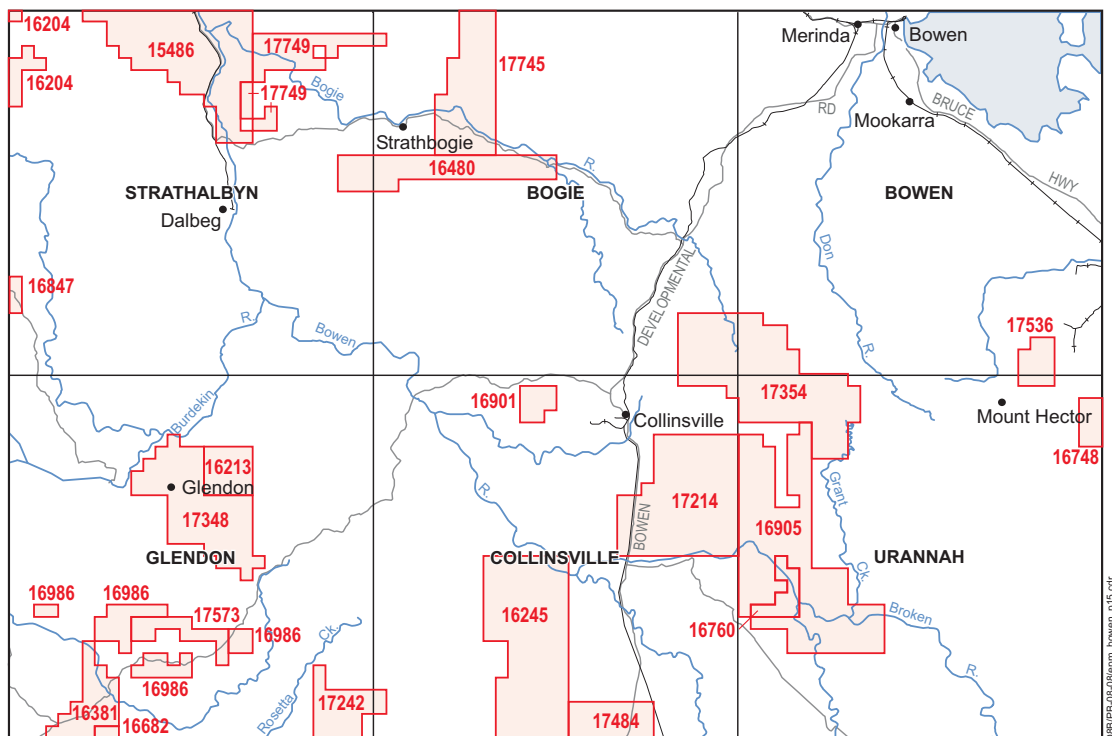 16204
15486
17749
17745
Merinda
Bowen
16204
17749
Bogie
RD
BRUCE
Mookarra
Strathbogie
16480
R.
HWY
STRATHALBYN
BOGIE
BOWEN
Dalbeg
Don
DEVELOPMENTAL
16847
R.
Bowen
17536
R.
17354
16901
Burdekin
Collinsville
Mount Hector
16213
16748
Glendon
R.
17214
Grant
17348
BOWEN
16905
GLENDON
COLLINSVILLE
URANNAH
Ck.
16986
16986
17573
16245
Broken
16986
Ck.
16760
16986
R.
17242
Rosetta
16381
16682
17484